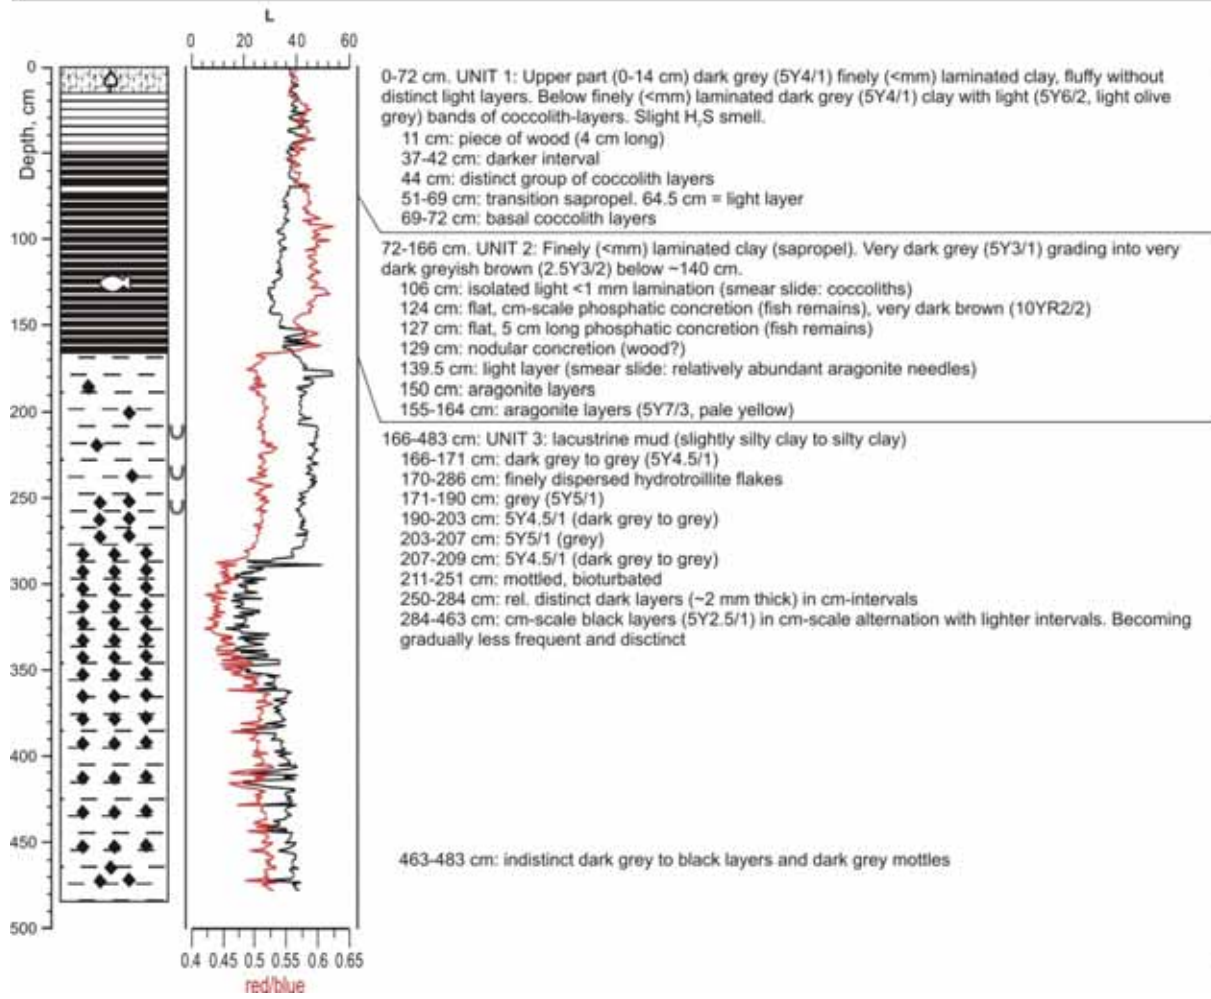 L
0 20 40 60
0
50
100
150
200
250
300
350
400
450
500
Depth, cm
0-72 cm. UNIT 1: Upper part (0-14 cm) dark grey (5Y4/1) finely (<mm) laminated clay, fluffy without
distinct light layers. Below finely (<mm) laminated dark grey (5Y4/1) clay with light (5Y6/2, light olive
grey) bands of coccolith-layers. Slight H2S smell.
11 cm: piece of wood (4 cm long)
37-42 cm: darker interval
44 cm: distinct group of coccolith layers
51-69 cm: transition sapropel. 64.5 cm = light layer
69-72 cm: basal coccolith layers
72-166 cm. UNIT 2: Finely (<mm) laminated clay (sapropel). Very dark grey (5Y3/1) grading into very
dark greyish brown (2.5Y3/2) below ~140 cm.
106 cm: isolated light <1 mm lamination (smear slide: coccoliths)
124 cm: flat, cm-scale phosphatic concretion (fish remains), very dark brown (10YR2/2)
127 cm: flat, 5 cm long phosphatic concretion (fish remains)
129 cm: nodular concretion (wood?)
139.5 cm: light layer (smear slide: relatively abundant aragonite needles)
150 cm: aragonite layers
155-164 cm: aragonite layers (5Y7/3, pale yellow)
166-483 cm: UNIT 3: lacustrine mud (slightly silty clay to silty clay)
166-171 cm: dark grey to grey (5Y4.5/1)
170-286 cm: finely dispersed hydrotroillite flakes
171-190 cm: grey (5Y5/1)
190-203 cm: 5Y4.5/1 (dark grey to grey)
203-207 cm: 5Y5/1 (grey)
207-209 cm: 5Y4.5/1 (dark grey to grey)
211-251 cm: mottled, bioturbated
250-284 cm: rel. distinct dark layers (~2 mm thick) in cm-intervals
284-463 cm: cm-scale black layers (5Y2.5/1) in cm-scale alternation with lighter intervals. Becoming
gradually less frequent and disctinct
463-483 cm: indistinct dark grey to black layers and dark grey mottles
0.4 0.45 0.5 0.55 0.6 0.65
red/blue